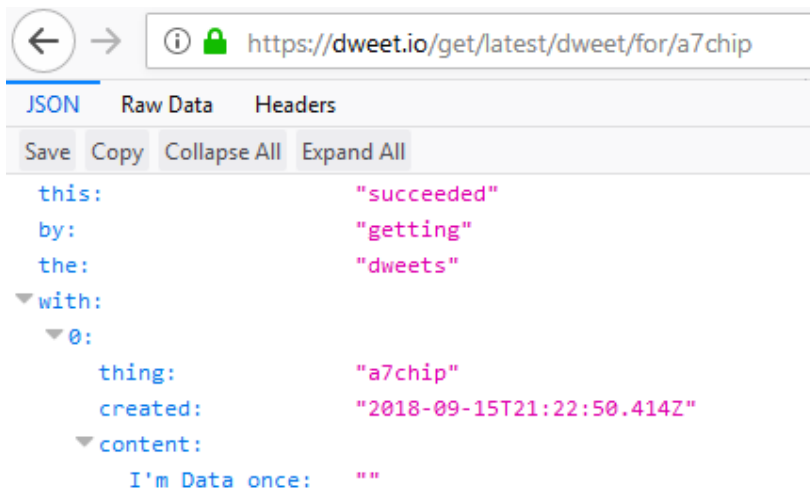 https://dweet.io/get/latest/dweet/for/a7chip
JSON Raw Data Headers
Save Copy Collapse All Expand All
this: "succeeded"
by: "getting"
the: "dweets"
with:
0:
thing: "a7chip"
created: "2018-09-15T21:22:50.414Z"
content:
I'm Data once: ""